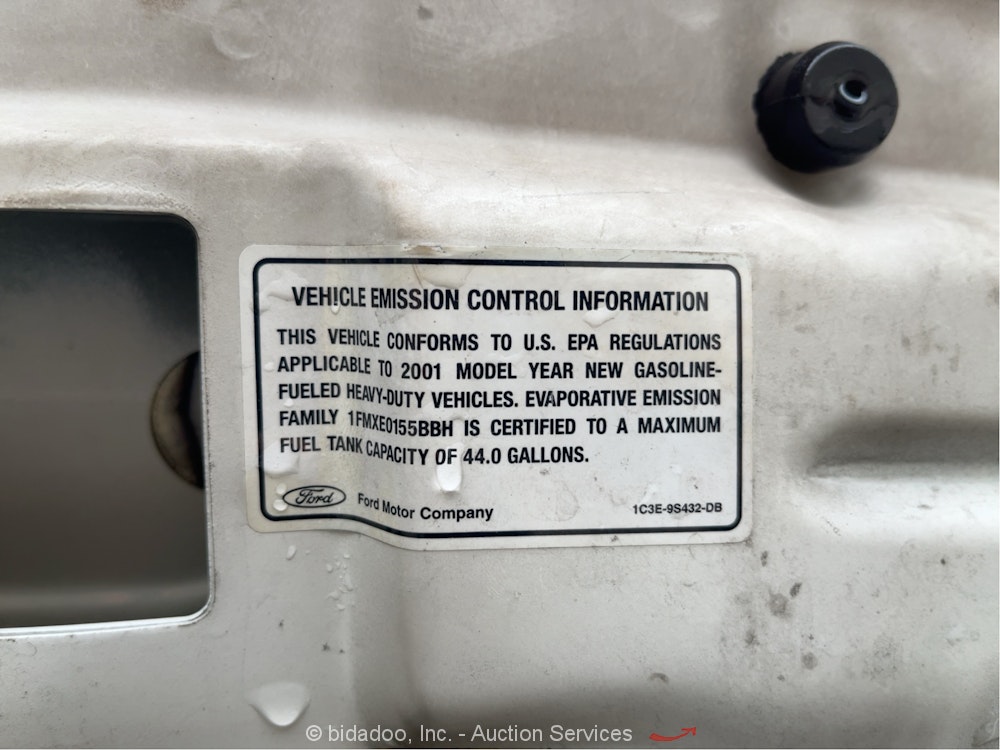 VEHICLE EMISSION CONTROL INFORMATION
THIS VEHICLE CONFORMS TO U.S. EPA REGULATIONS
APPLICABLE TO 2001 MODEL YEAR NEW GASOLINE-
FUELED HEAVY-DUTY VEHICLES. EVAPORATIVE EMISSION
FAMILY 1FMXE0155BBH IS CERTIFIED TO A MAXIMUM
FUEL TANK CAPACITY OF 44.0 GALLONS.
Ford Ford Motor Company 1C3E-9S432-DB
© bidadoo, Inc. - Auction Services